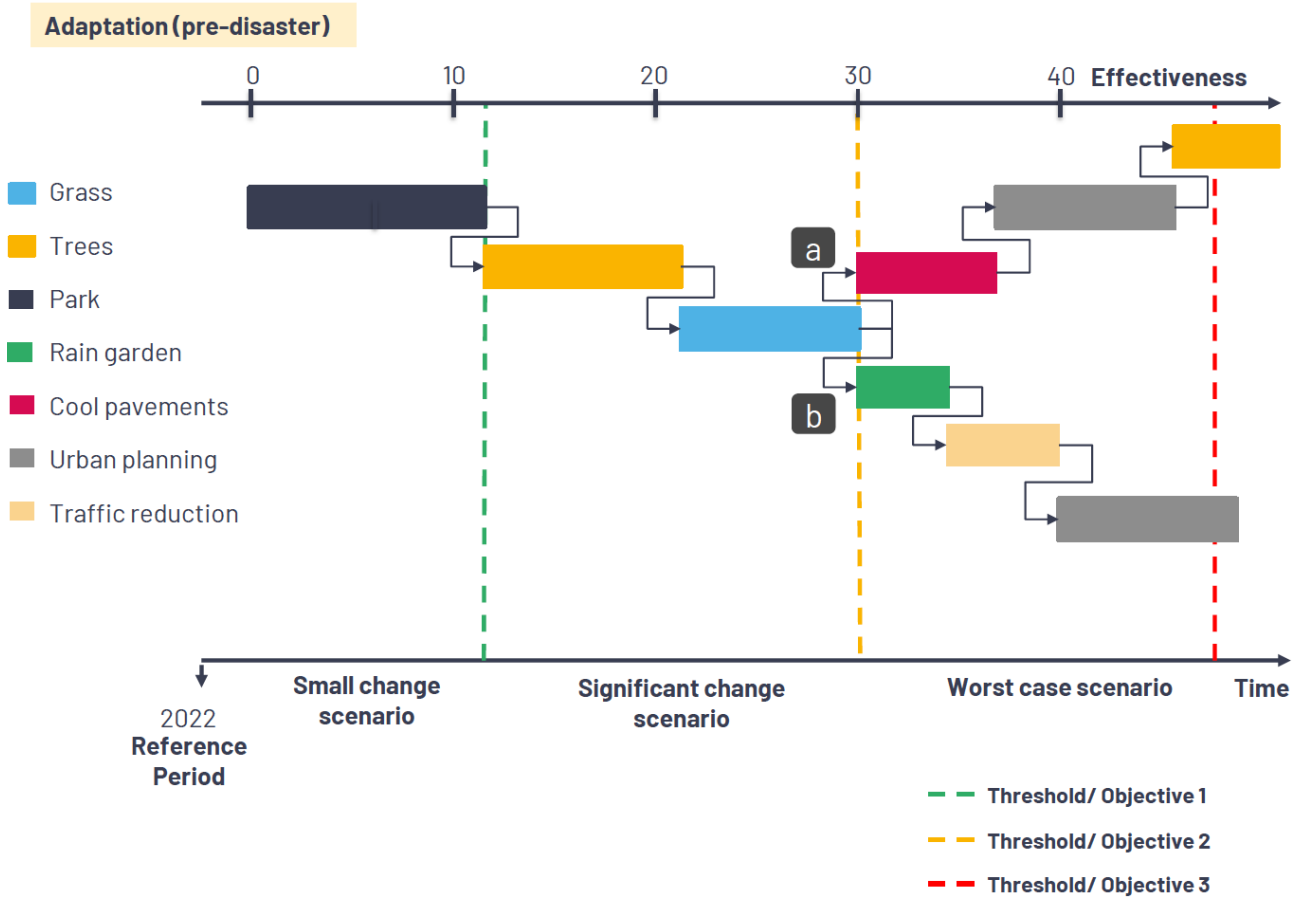 Adaptation (pre-disaster)
0 10 20 30 40 Effectiveness
Grass
Trees
Park
Rain garden
Cool pavements
Urban planning
Traffic reduction
a
b
Small change
scenario
Significant change
scenario
Worst case scenario
Time
2022
Reference
Period
Threshold/ Objective 1
Threshold/ Objective 2
Threshold/ Objective 3